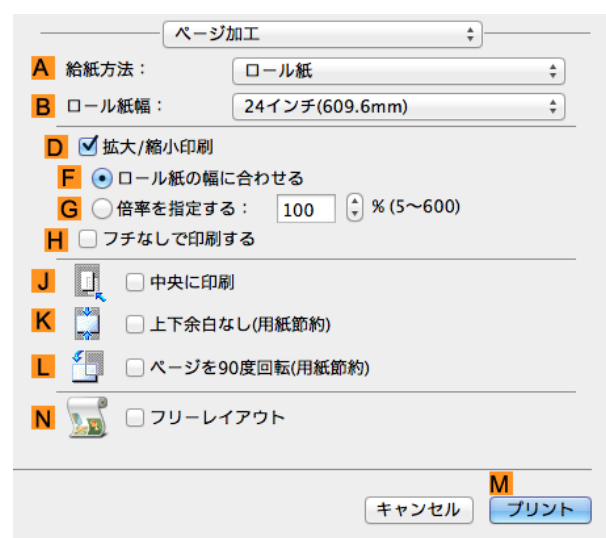 ページ加工
A 給紙方法： ロール紙
B ロール紙幅： 24インチ(609.6mm)
D 拡大/縮小印刷
F ロール紙の幅に合わせる
G 倍率を指定する： 100 % (5～600)
H フチなしで印刷する
J 中央に印刷
K 上下余白なし(用紙節約)
L ページを90度回転(用紙節約)
N フリーレイアウト
M
キャンセル プリント